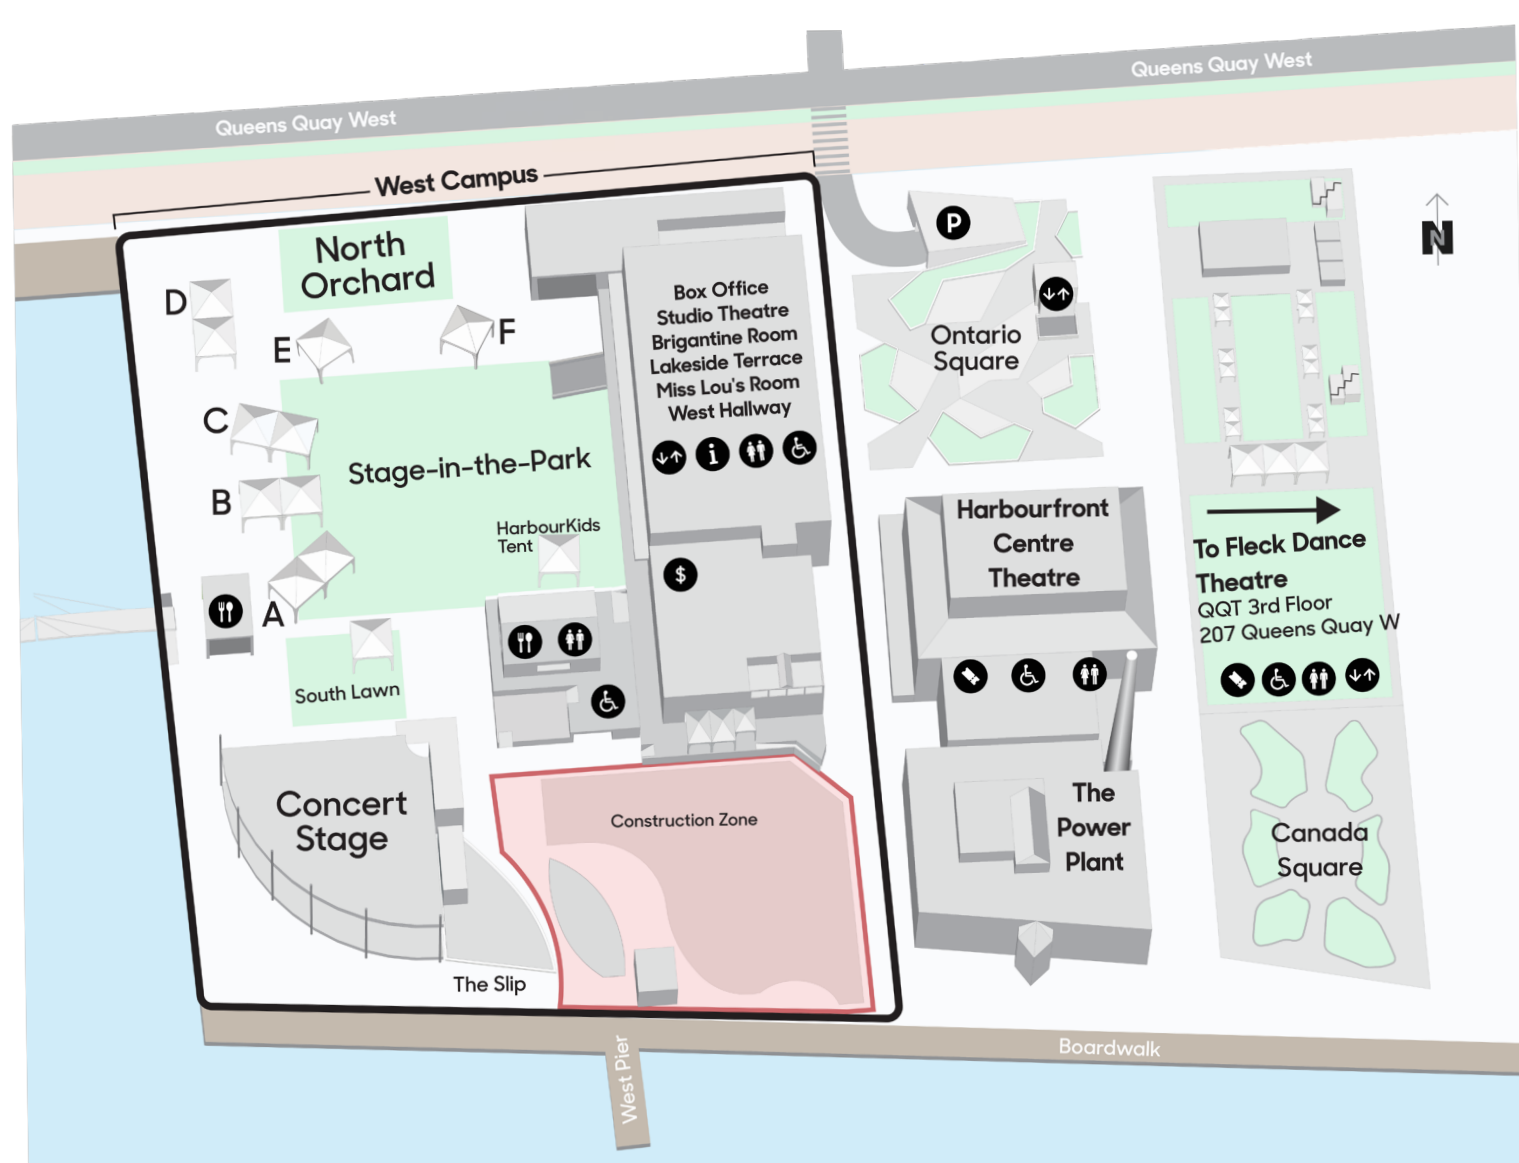 Queens Quay West
Queens Quay West
West Campus
North
Orchard
D
E
F
C
B
A
Stage-in-the-Park
HarbourKids
Tent
South Lawn
Concert
Stage
The Slip
Box Office
Studio Theatre
Brigantine Room
Lakeside Terrace
Miss Lou's Room
West Hallway
i
$
Construction Zone
P
Ontario
Square
Harbourfront
Centre
Theatre
The
Power
Plant
N
To Fleck Dance
Theatre
QQT 3rd Floor
207 Queens Quay W
Canada
Square
West Pier
Boardwalk